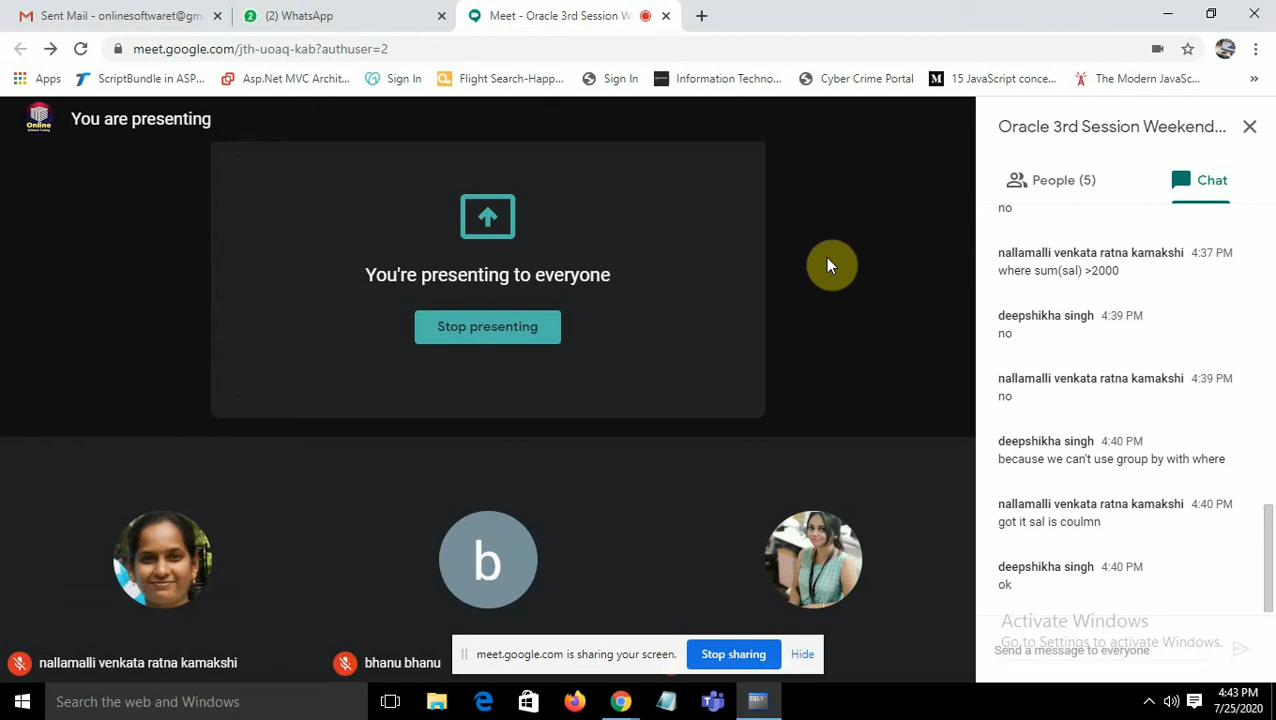 Sent Mail - onlinesoftwaret@gm
(2) WhatsApp
Meet - Oracle 3rd Session W
meet.google.com/jth-uoaq-kab?authuser=2
Apps
ScriptBundle in ASP...
Asp.Net MVC Archit...
Sign In
Flight Search-Happ...
Sign In
Information Techno...
Cyber Crime Portal
15 JavaScript conce...
The Modern JavaSc...
»
Online
You are presenting
You're presenting to everyone
Stop presenting
Oracle 3rd Session Weekend...
People (5)
Chat
no
nallamalli venkata ratna kamakshi 4:37 PM
where sum(sal) >2000
deepshikha singh 4:39 PM
no
nallamalli venkata ratna kamakshi 4:39 PM
no
deepshikha singh 4:40 PM
because we can't use group by with where
nallamalli venkata ratna kamakshi 4:40 PM
got it sal is coulmn
deepshikha singh 4:40 PM
ok
Activate Windows
Go to Settings to activate Windows.
Send a message to everyone
b
nallamalli venkata ratna kamakshi
bhanu bhanu
meet.google.com is sharing your screen.
Stop sharing
Hide
Search the web and Windows
4:43 PM
7/25/2020